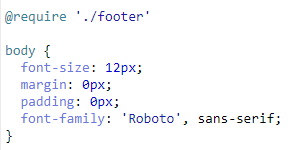 @require './footer'
body {
font-size: 12px;
margin: 0px;
padding: 0px;
font-family: 'Roboto', sans-serif;
}